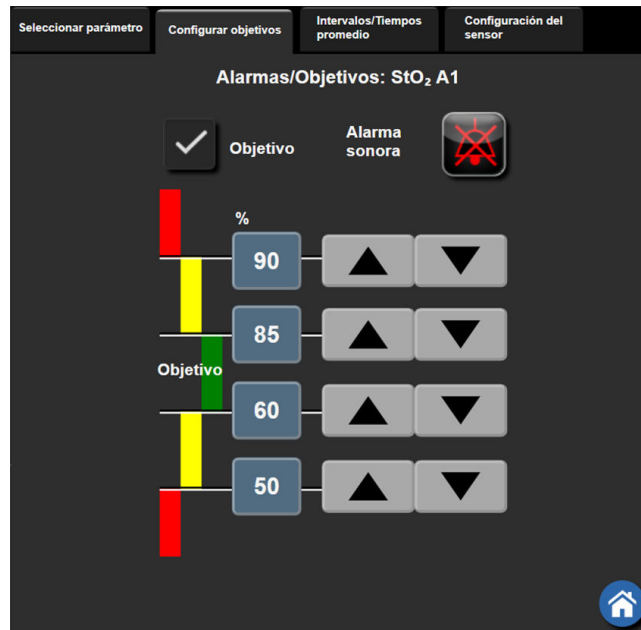 Seleccionar parámetro
Configurar objetivos
Intervalos/Tiempos
promedio
Configuración del
sensor
Alarmas/Objetivos: StO₂ A1
Objetivo
Alarma
sonora
%
90
85
Objetivo
60
50